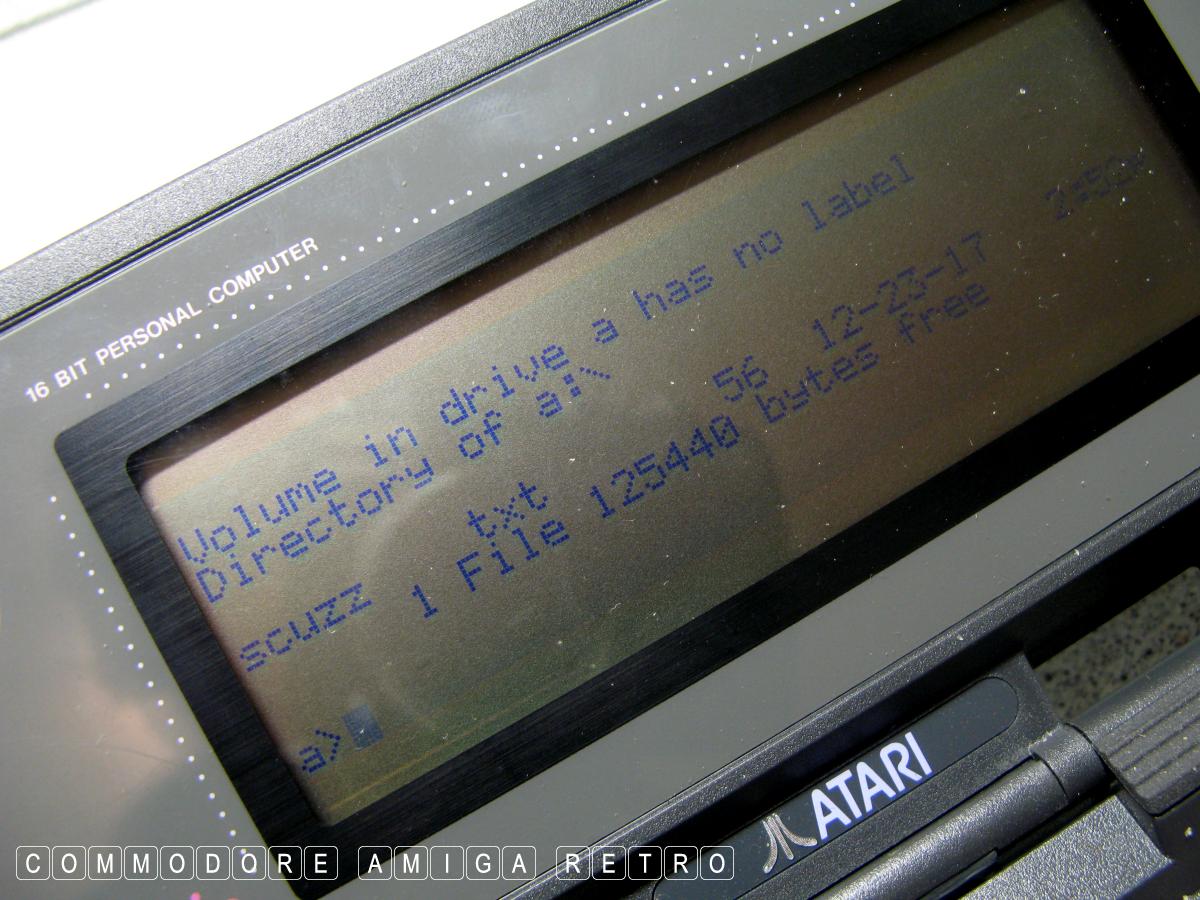 16 BIT PERSONAL COMPUTER
Volume in drive a has no label
Directory of a:\
scuzz txt 56 12-23-17
1 File 125440 bytes free
a>
ATARI
COMMODORE AMIGA RETRO